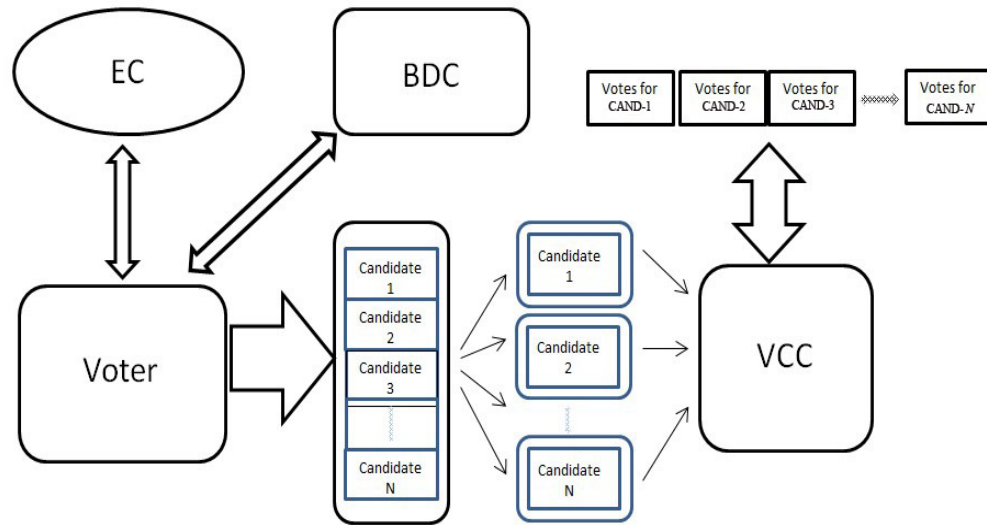 EC
BDC
Votes for
CAND-1
Votes for
CAND-2
Votes for
CAND-3
Votes for
CAND-N
Voter
Candidate
1
Candidate
2
Candidate
3
Candidate
N
Candidate
1
Candidate
2
Candidate
N
VCC